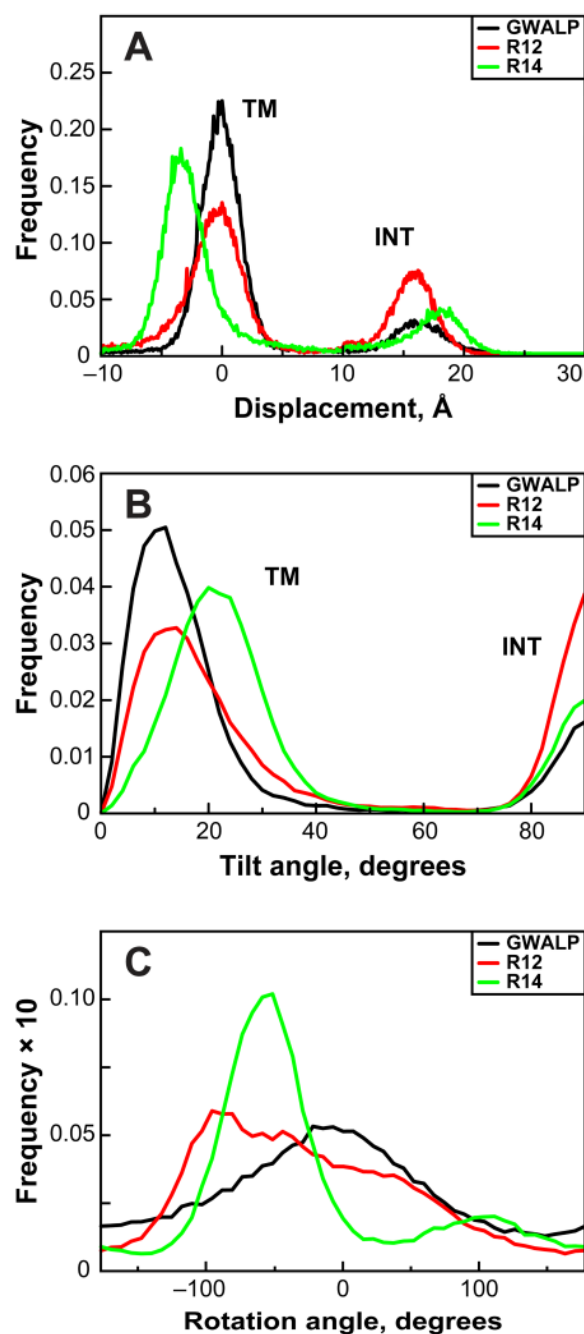 A
GWALP
R12
R14
TM
INT
Frequency
0.25
0.20
0.15
0.10
0.05
0
–10
0
10
20
30
Displacement, Å
B
GWALP
R12
R14
TM
INT
Frequency
0.06
0.05
0.04
0.03
0.02
0.01
0
0
20
40
60
80
Tilt angle, degrees
C
GWALP
R12
R14
Frequency × 10
0.10
0.05
0
–100
0
100
Rotation angle, degrees